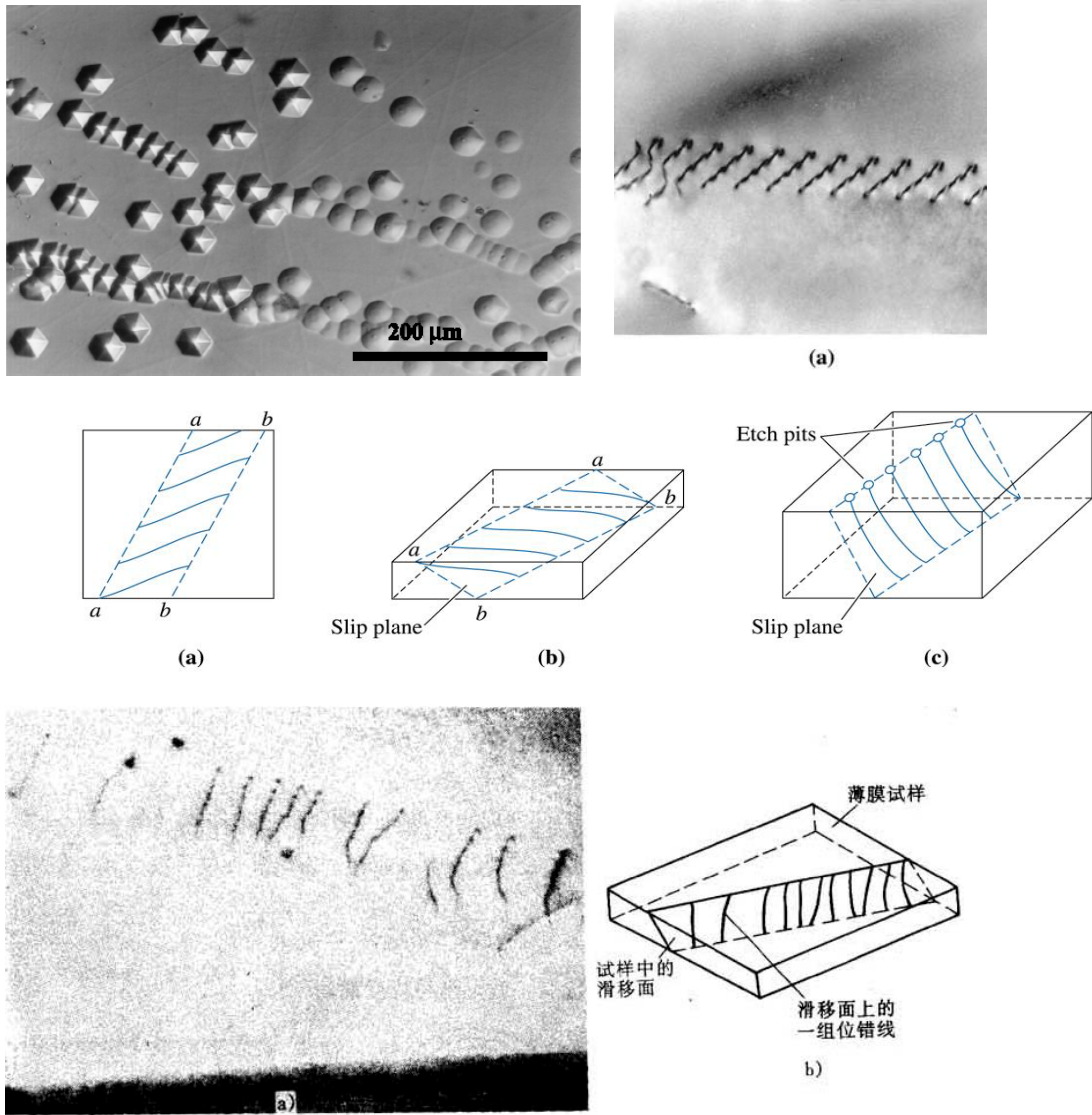 200 μm
(a)
a
b
a
b
(a)
a
b
a
b
Slip plane
(b)
Etch pits
Slip plane
(c)
a)
薄膜试样
试样中的
滑移面
滑移面上的
一组位错线
b)